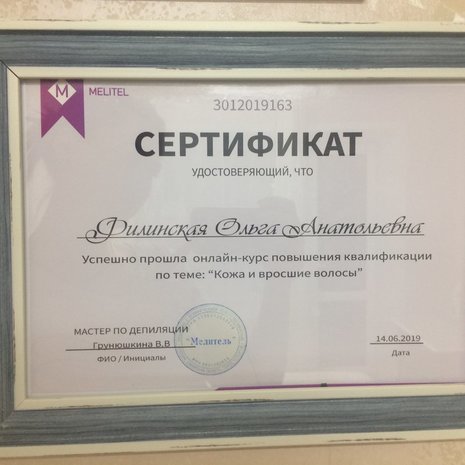 M MELITEL
3012019163
СЕРТИФИКАТ
УДОСТОВЕРЯЮЩИЙ, ЧТО
Филинская Ольга Анатольевна
Успешно прошла онлайн-курс повышения квалификации
по теме: “Кожа и вросшие волосы”
МАСТЕР ПО ДЕПИЛЯЦИИ
Грунюшкина В.В
ФИО / Инициалы
"Мелитель"
14.06.2019
Дата